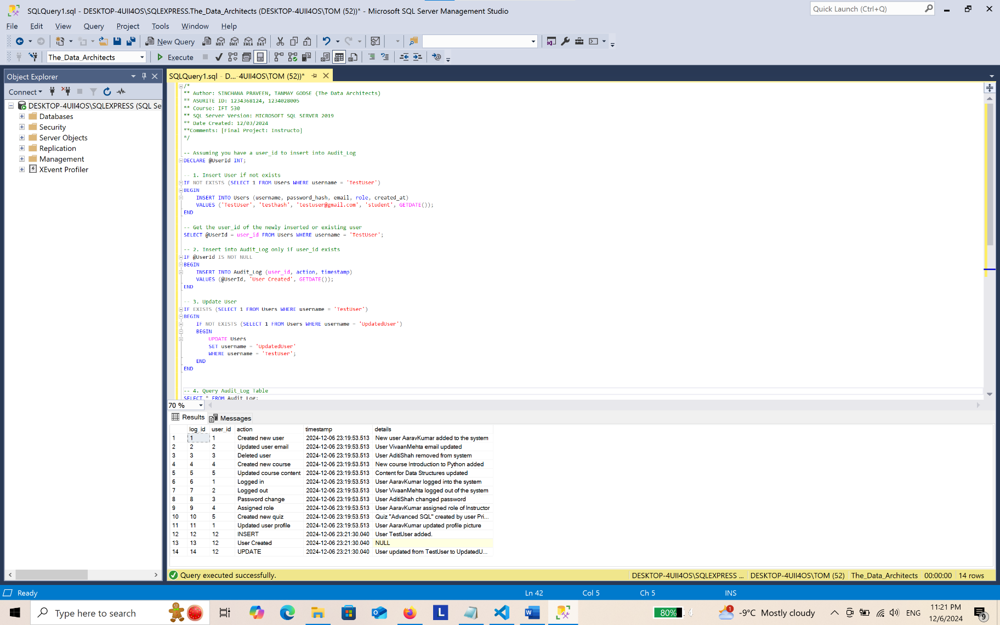 SQLQuery1.sql - DESKTOP-4UII4OS\SQLEXPRESS.The_Data_Architects (DESKTOP-4UII4OS\TOM (52))* - Microsoft SQL Server Management Studio
Quick Launch (Ctrl+Q)
File Edit View Query Project Tools Window Help
New Query MDX DMX XMLA DAX
The_Data_Architects Execute
Object Explorer
Connect
DESKTOP-4UII4OS\SQLEXPRESS (SQL Se
Databases
Security
Server Objects
Replication
Management
XEvent Profiler
SQLQuery1.sql - D...-4UII4OS\TOM (52))*
/*
** Author: SINCHANA PRAVEEN, TANMAY GODSE (The Data Architects)
** ASURITE ID: 1234368124, 1234028005
** Course: IFT 530
** SQL Server Version: MICROSOFT SQL SERVER 2019
** Date Created: 12/03/2024
**Comments: [Final Project: Instructo]
*/
-- Assuming you have a user_id to insert into Audit_Log
DECLARE @UserId INT;
-- 1. Insert User if not exists
IF NOT EXISTS (SELECT 1 FROM Users WHERE username = 'TestUser')
BEGIN
INSERT INTO Users (username, password_hash, email, role, created_at)
VALUES ('TestUser', 'testhash', 'testuser@gmail.com', 'student', GETDATE());
END
-- Get the user_id of the newly inserted or existing user
SELECT @UserId = user_id FROM Users WHERE username = 'TestUser';
-- 2. Insert into Audit_Log only if user_id exists
IF @UserId IS NOT NULL
BEGIN
INSERT INTO Audit_Log (user_id, action, timestamp)
VALUES (@UserId, 'User Created', GETDATE());
END
-- 3. Update User
IF EXISTS (SELECT 1 FROM Users WHERE username = 'TestUser')
BEGIN
IF NOT EXISTS (SELECT 1 FROM Users WHERE username = 'UpdatedUser')
BEGIN
UPDATE Users
SET username = 'UpdatedUser'
WHERE username = 'TestUser';
END
END
-- 4. Query Audit_Log Table
SELECT * FROM Audit_Log;
70 %
Results Messages
log_id user_id action timestamp details
1 1 1 Created new user 2024-12-06 23:19:53.513 New user AaravKumar added to the system
2 2 2 Updated user email 2024-12-06 23:19:53.513 User VivaanMehta email updated
3 3 3 Deleted user 2024-12-06 23:19:53.513 User AditiShah removed from system
4 4 4 Created new course 2024-12-06 23:19:53.513 New course Introduction to Python added
5 5 5 Updated course content 2024-12-06 23:19:53.513 Content for Data Structures updated
6 6 1 Logged in 2024-12-06 23:19:53.513 User AaravKumar logged into the system
7 7 2 Logged out 2024-12-06 23:19:53.513 User VivaanMehta logged out of the system
8 8 3 Password change 2024-12-06 23:19:53.513 User AditiShah changed password
9 9 4 Assigned role 2024-12-06 23:19:53.513 User AaravKumar assigned role of Instructor
10 10 5 Created new quiz 2024-12-06 23:19:53.513 Quiz "Advanced SQL" created by user Pri...
11 11 1 Updated user profile 2024-12-06 23:19:53.513 User AaravKumar updated profile picture
12 12 12 INSERT 2024-12-06 23:21:30.040 User TestUser added.
13 13 12 User Created 2024-12-06 23:21:30.040 NULL
14 14 12 UPDATE 2024-12-06 23:21:30.040 User updated from TestUser to UpdatedU...
Query executed successfully. DESKTOP-4UII4OS\SQLEXPRESS ... DESKTOP-4UII4OS\TOM (52) The_Data_Architects 00:00:00 14 rows
Ready Ln 42 Col 5 Ch 5 INS
Type here to search 80% 1 -9°C Mostly cloudy ENG 11:21 PM
12/6/2024 9